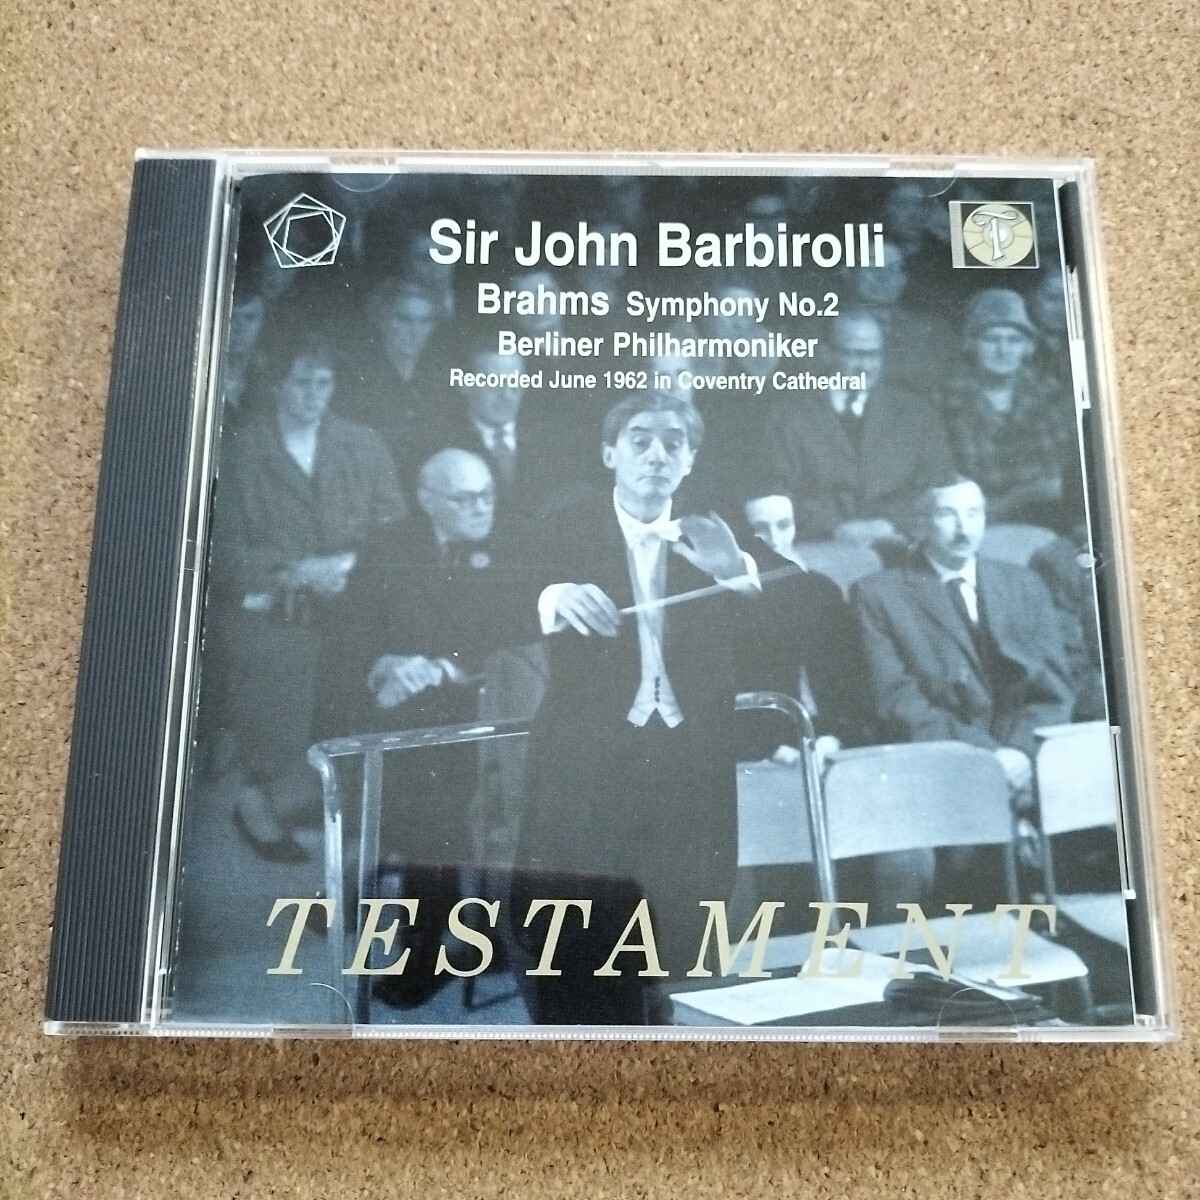 Sir John Barbirolli
Brahms Symphony No.2
Berliner Philharmoniker
Recorded June 1962 in Coventry Cathedral
TESTAMENT